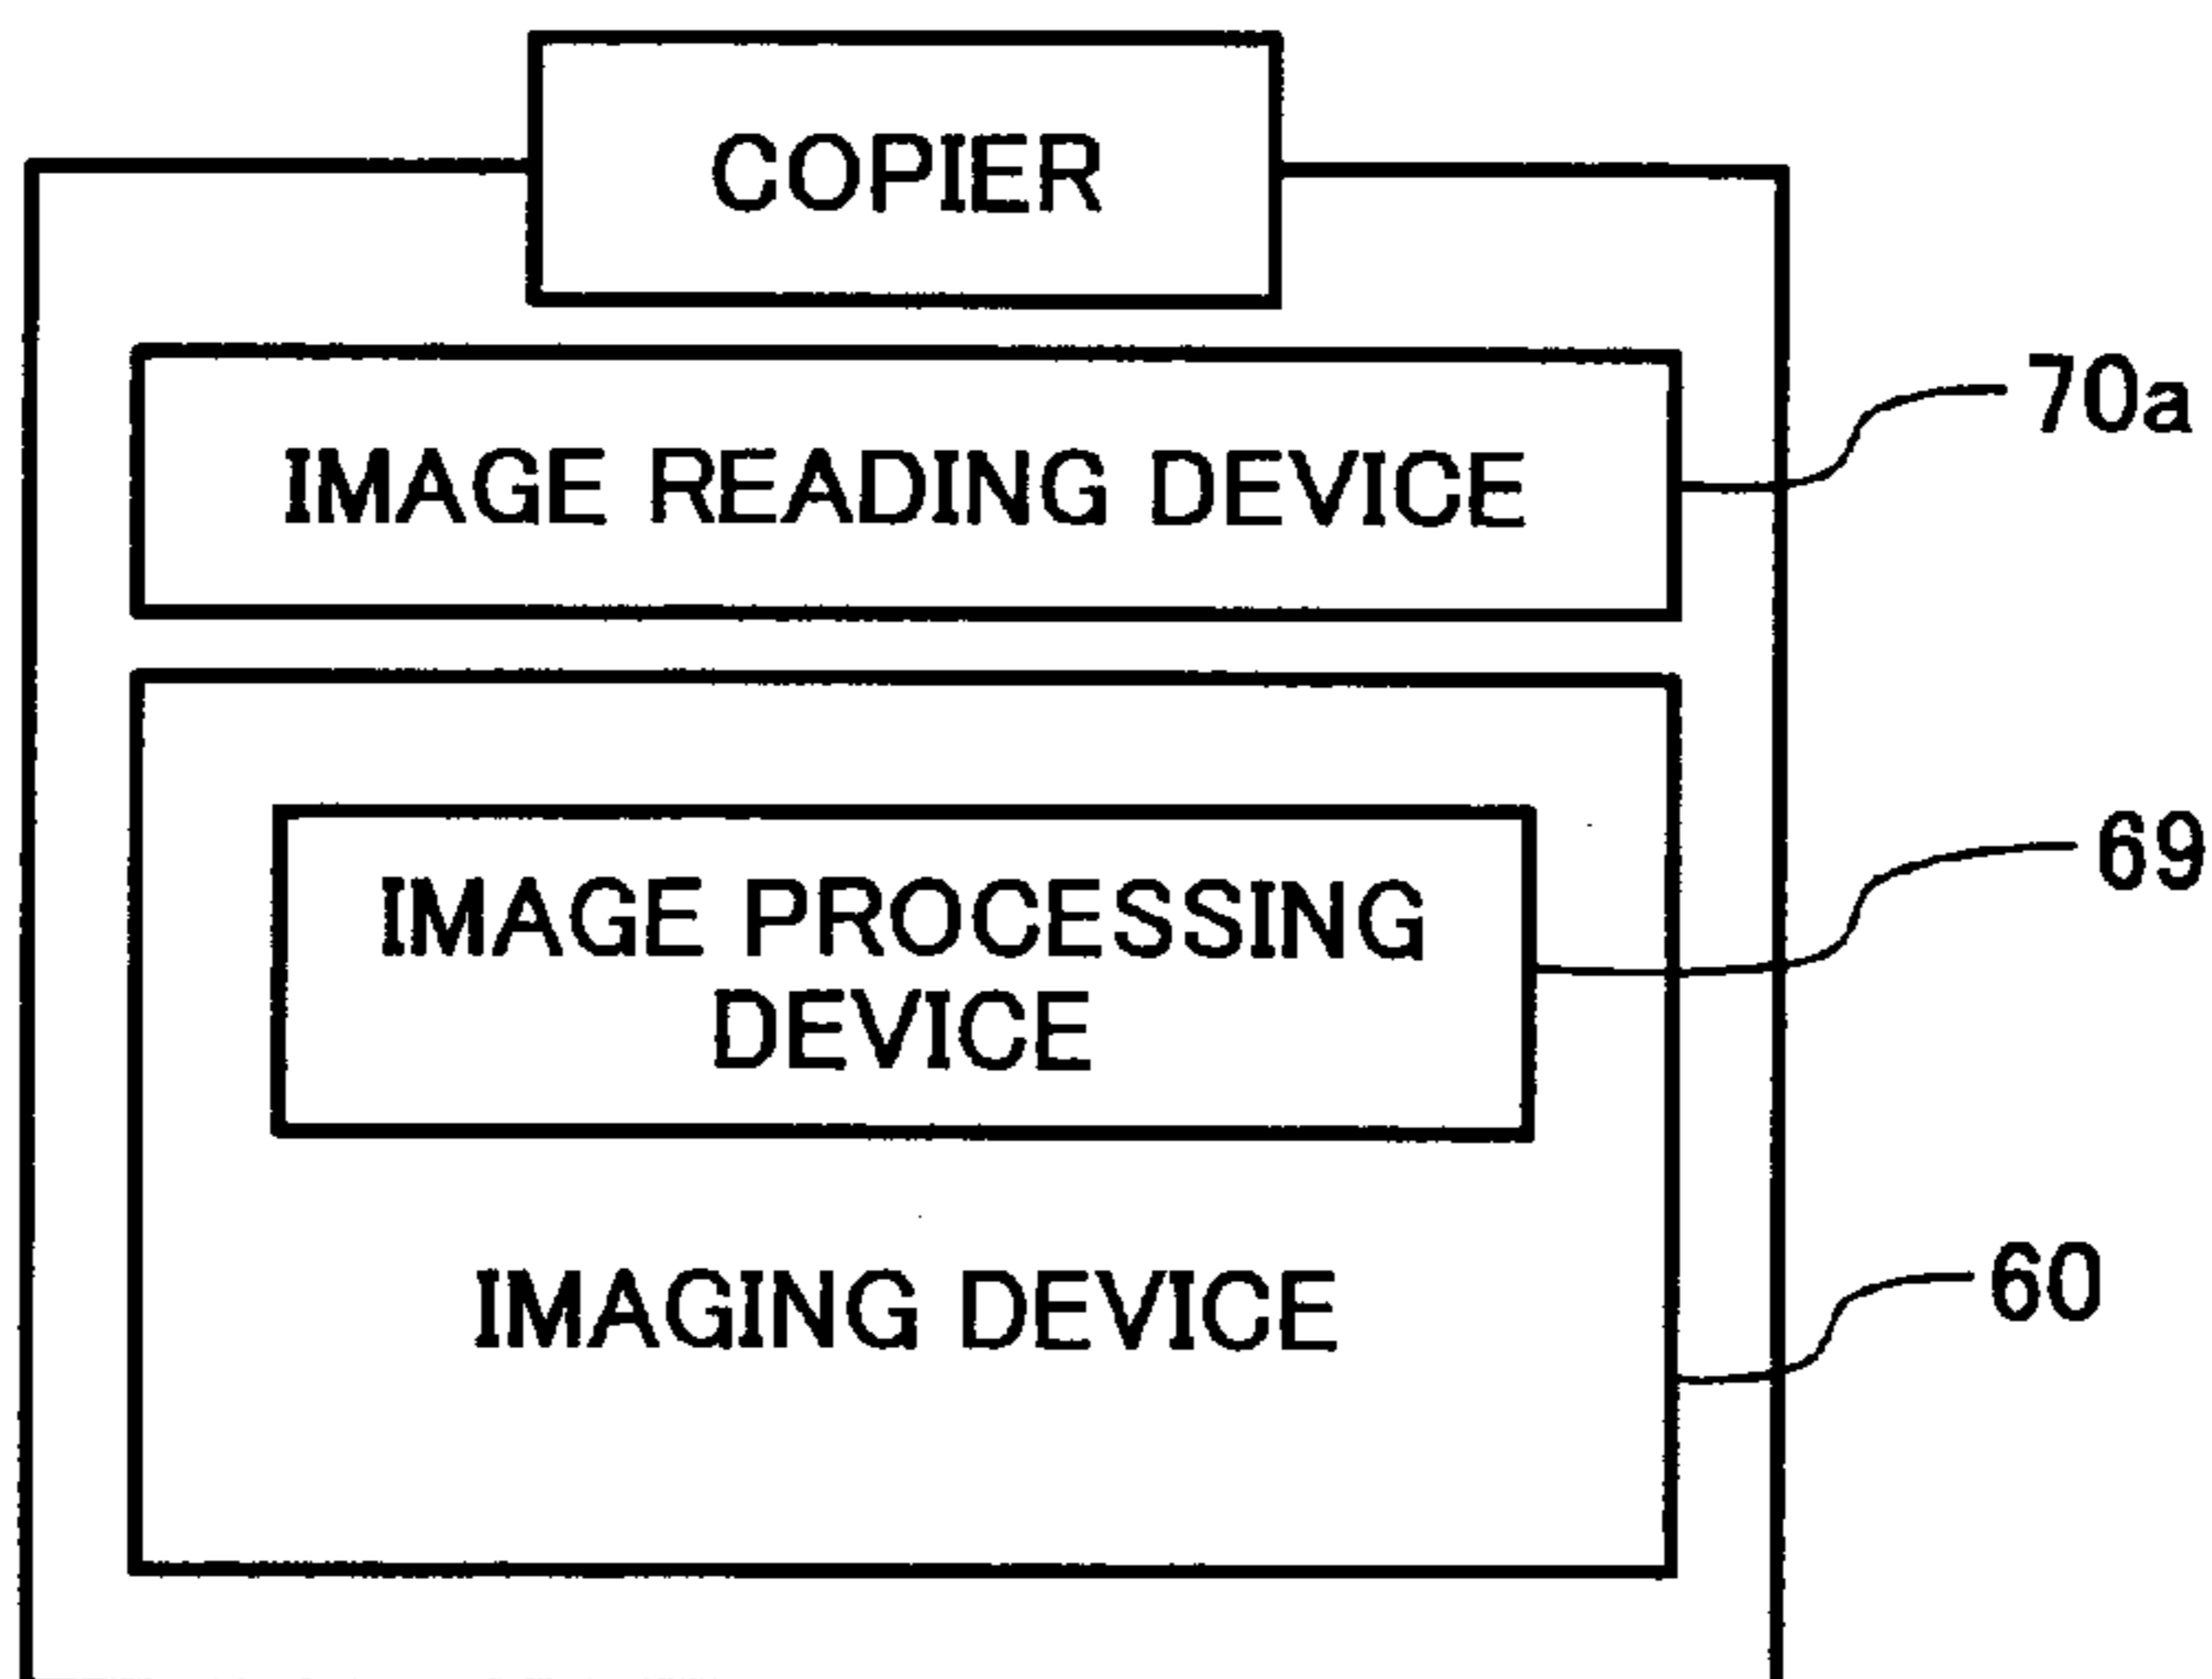 COPIER
IMAGE READING DEVICE
70a
IMAGE PROCESSING
DEVICE
69
IMAGING DEVICE
60